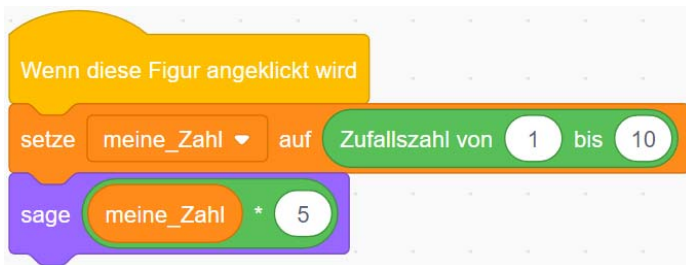 Wenn diese Figur angeklickt wird
setze meine_Zahl auf Zufallszahl von 1 bis 10
sage meine_Zahl * 5